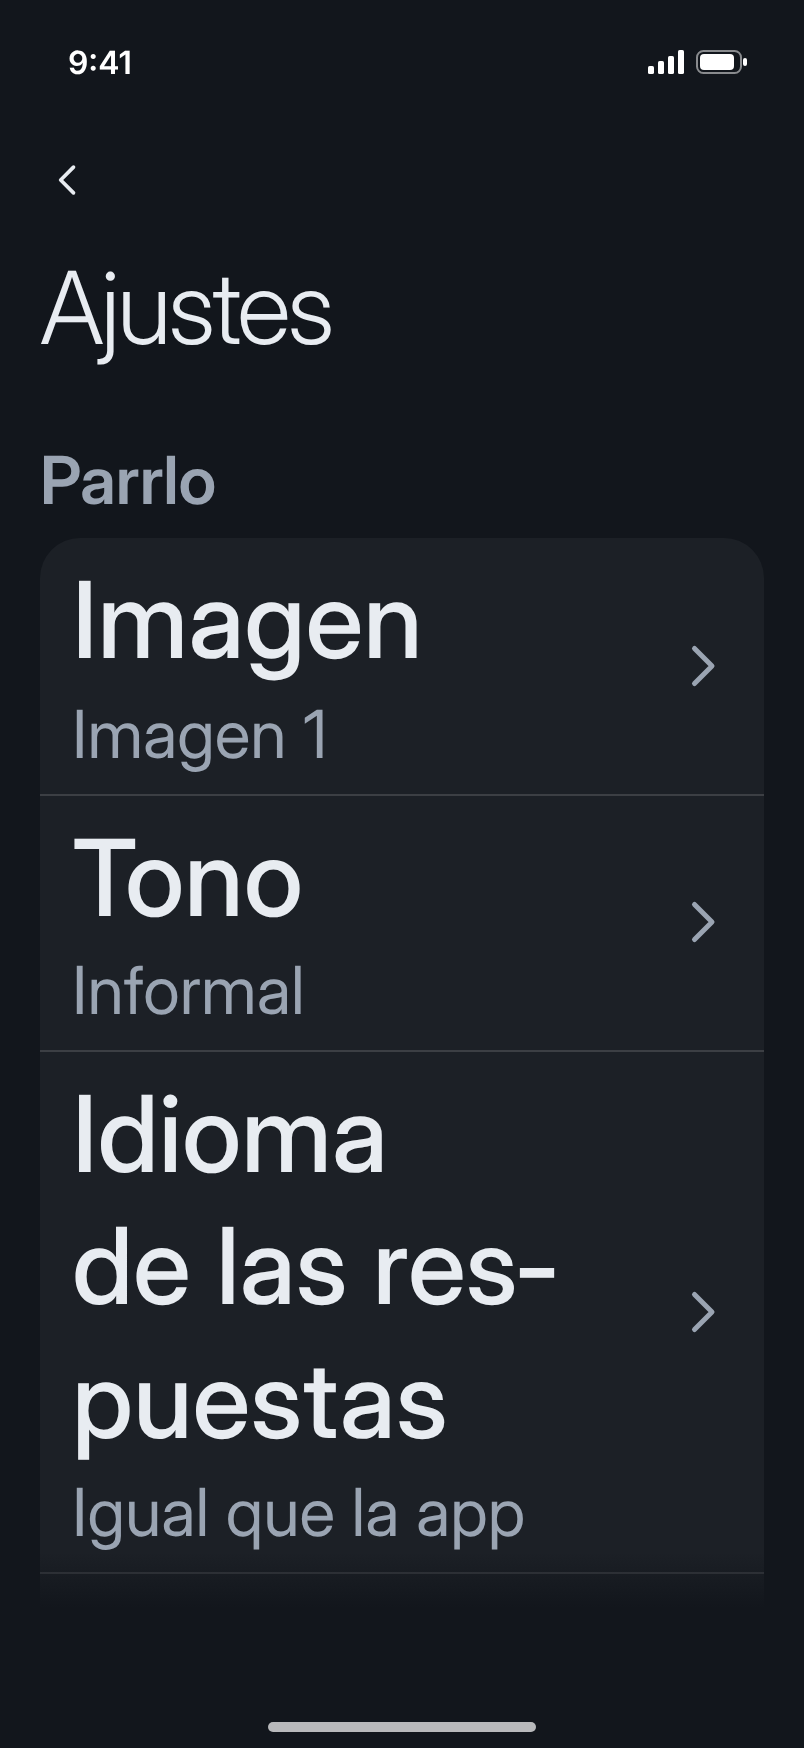 9:41
Ajustes
Parrlo
Imagen
Imagen 1
Tono
Informal
Idioma
de las res-
puestas
Igual que la app